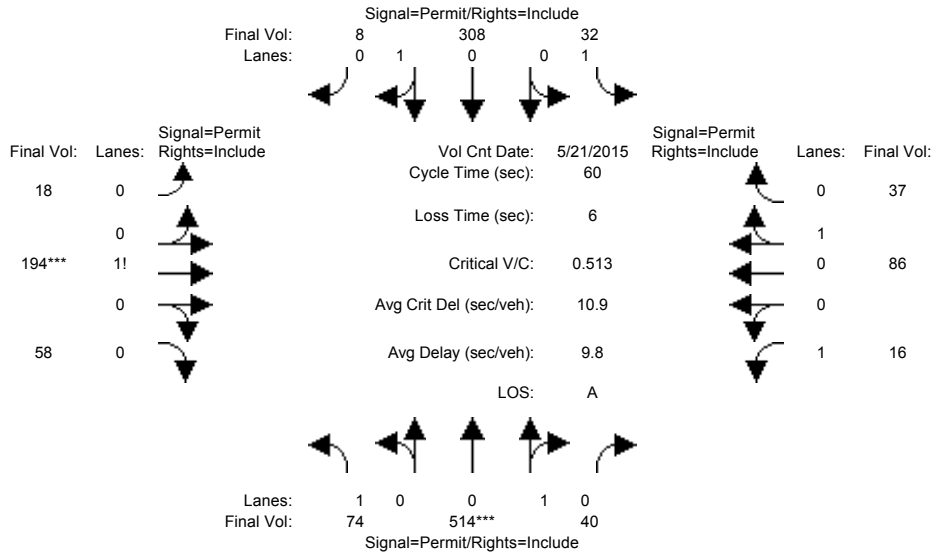 Signal=Permit/Rights=Include
Final Vol: 8 308 32
Lanes: 0 1 0 0 1
Signal=Permit Signal=Permit
Final Vol: Lanes: Rights=Include Vol Cnt Date: 5/21/2015 Rights=Include Lanes: Final Vol:
Cycle Time (sec): 60
18 0 0 37
Loss Time (sec): 6
0 1
194*** 1! Critical V/C: 0.513 0 86
0 Avg Crit Del (sec/veh): 10.9 0
58 0 Avg Delay (sec/veh): 9.8 1 16
LOS: A
Lanes: 1 0 0 1 0
Final Vol: 74 514*** 40
Signal=Permit/Rights=Include